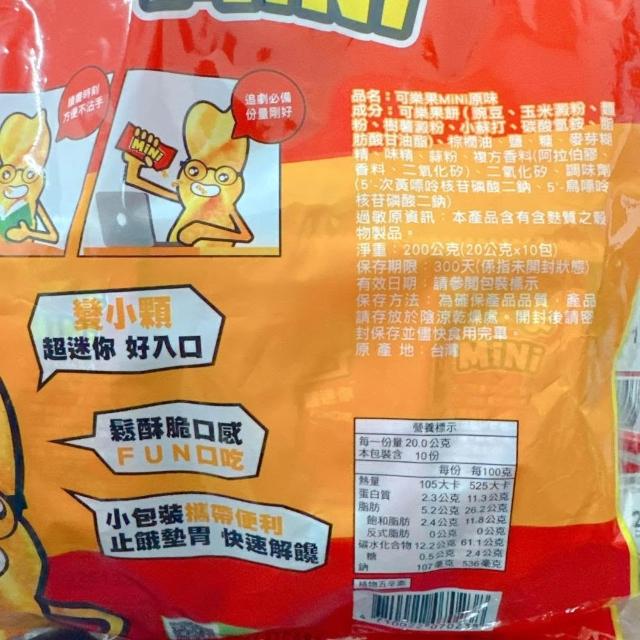 MiNi
讀書時刻
方便不沾手
追劇必備
份量剛好
MiNi
品名：可樂果MINI原味
成分：可樂果餅(豌豆、玉米澱粉、麵
粉、樹薯澱粉、小蘇打、碳酸氫銨、脂
肪酸甘油酯)、棕櫚油、鹽、糖、麥芽糊
精、味精、蒜粉、複方香料(阿拉伯膠、
香料、二氧化矽)、二氧化矽、調味劑
(5'-次黃嘌呤核苷磷酸二鈉、5'-鳥嘌呤
核苷磷酸二鈉)
過敏原資訊：本產品含有含麩質之穀
物製品。
淨重：200公克(20公克x10包)
保存期限：300天(係指未開封狀態)
有效日期：請參閱包裝標示
保存方法：為確保產品品質，產品
請存放於陰涼乾燥處。開封後請密
封保存並儘快食用完畢。
原產地：台灣
MiNi
變小顆
超迷你 好入口
鬆酥脆口感
FUN口吃
小包裝攜帶便利
止餓墊胃 快速解饞
營養標示
每一份量 20.0公克
本包裝含 10份
每份 每100克
熱量 105大卡 525大卡
蛋白質 2.3公克 11.3公克
脂肪 5.2公克 26.2公克
飽和脂肪 2.4公克 11.8公克
反式脂肪 0公克 0公克
碳水化合物 12.2公克 61.1公克
糖 0.5公克 2.4公克
鈉 107毫克 536毫克
植物五辛素